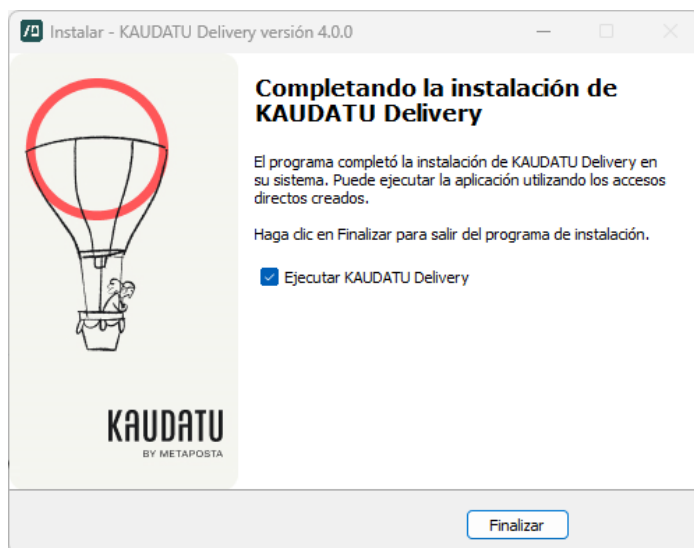 Instalar - KAUDATU Delivery versión 4.0.0
Completando la instalación de
KAUDATU Delivery
El programa completó la instalación de KAUDATU Delivery en
su sistema. Puede ejecutar la aplicación utilizando los accesos
directos creados.
Haga clic en Finalizar para salir del programa de instalación.
Ejecutar KAUDATU Delivery
KAUDATU
BY METAPOSTA
Finalizar